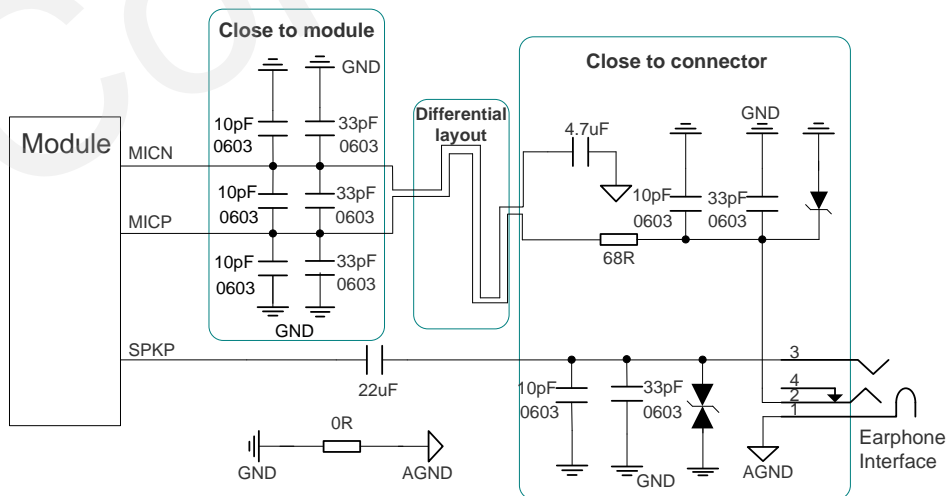 Close to module
GND
10pF
0603
33pF
0603
10pF
0603
33pF
0603
10pF
0603
33pF
0603
GND
Module
MICN
MICP
SPKP
Differential
layout
Close to connector
4.7uF
GND
10pF
0603
33pF
0603
68R
22uF
10pF
0603
33pF
0603
GND
3
4
2
1
AGND
Earphone
Interface
0R
GND
AGND